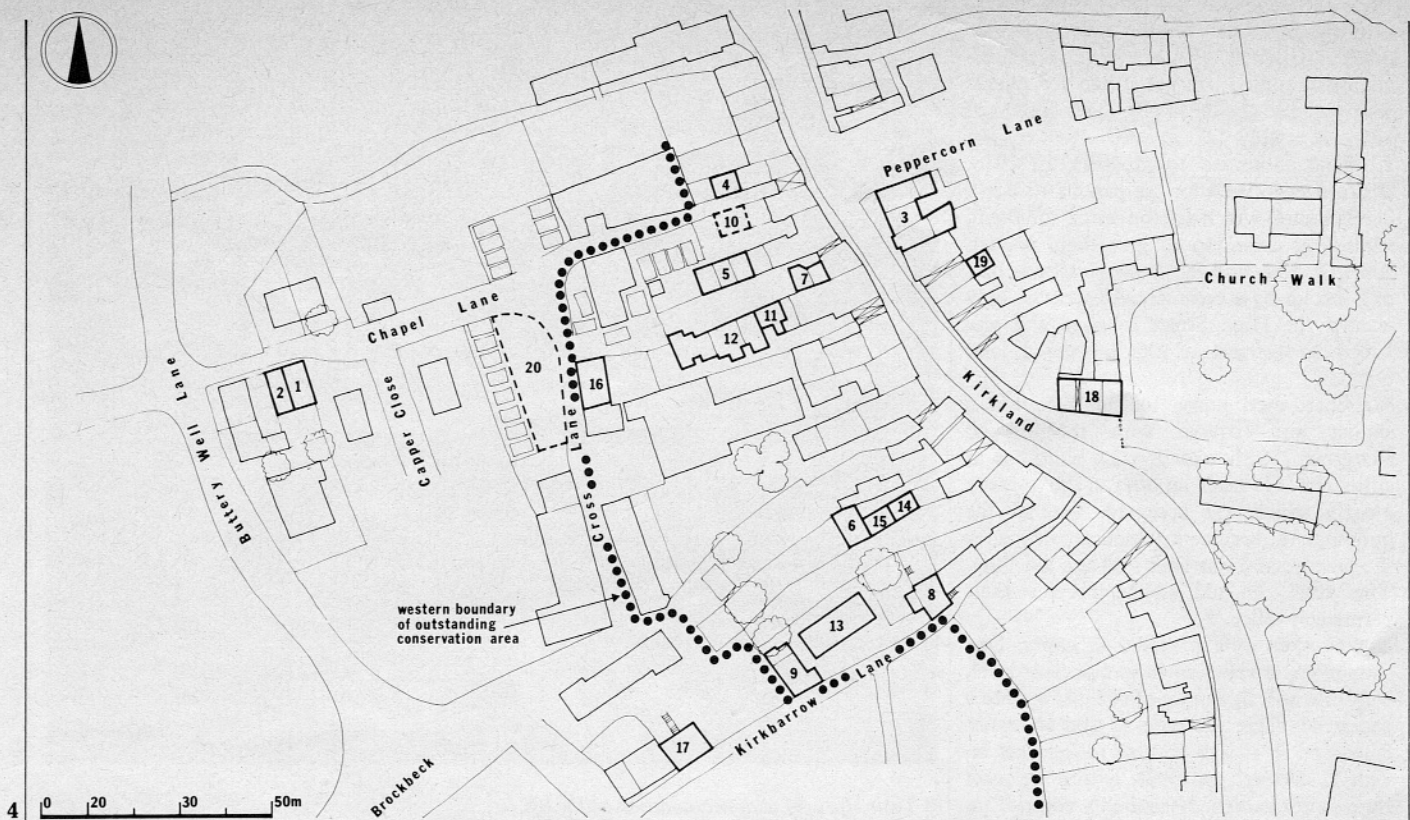 Peppercorn Lane
4
3
10
19
5
7
Church Walk
Chapel Lane
11
12
20
16
2
1
18
Kirkland
Buttery Well Lane
Capper Close
Cross Lane
6
15
14
8
western boundary
of outstanding
conservation area
13
9
Kirkbarrow Lane
17
Brockbeck
4
0 20 30 50m